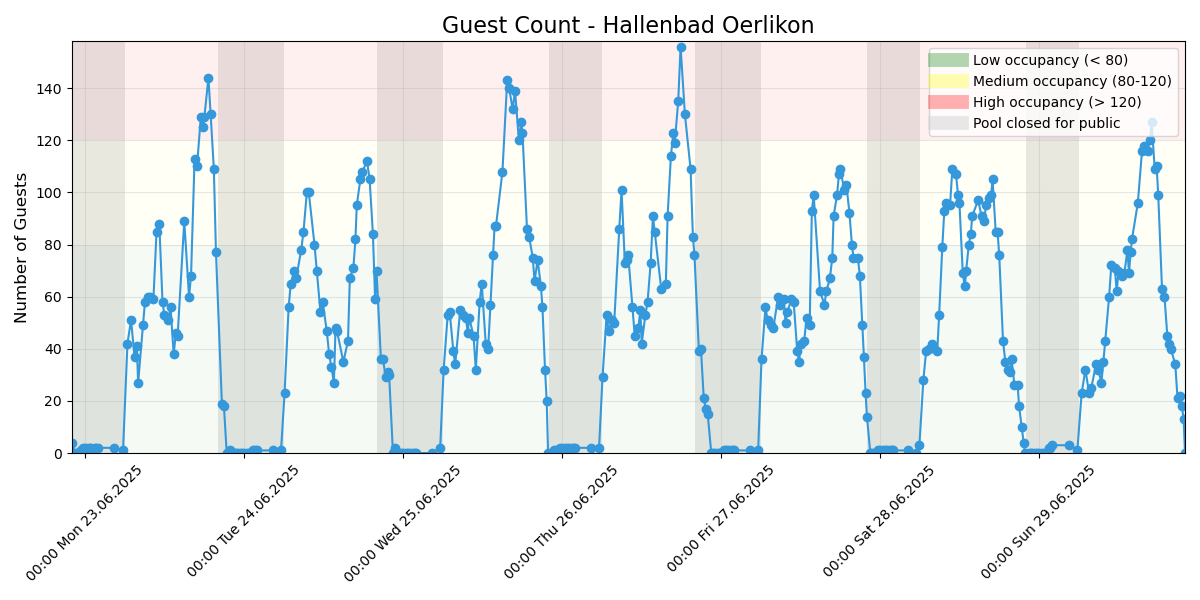 Guest Count - Hallenbad Oerlikon
Low occupancy (< 80)
Medium occupancy (80-120)
High occupancy (> 120)
Pool closed for public
Number of Guests
140
120
100
80
60
40
20
0
00:00 Mon 23.06.2025
00:00 Tue 24.06.2025
00:00 Wed 25.06.2025
00:00 Thu 26.06.2025
00:00 Fri 27.06.2025
00:00 Sat 28.06.2025
00:00 Sun 29.06.2025